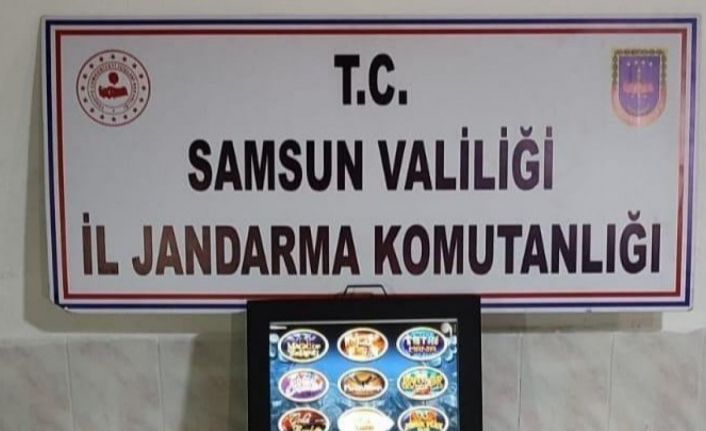 T.C.
SAMSUN VALİLİĞİ
İL JANDARMA KOMUTANLIĞI